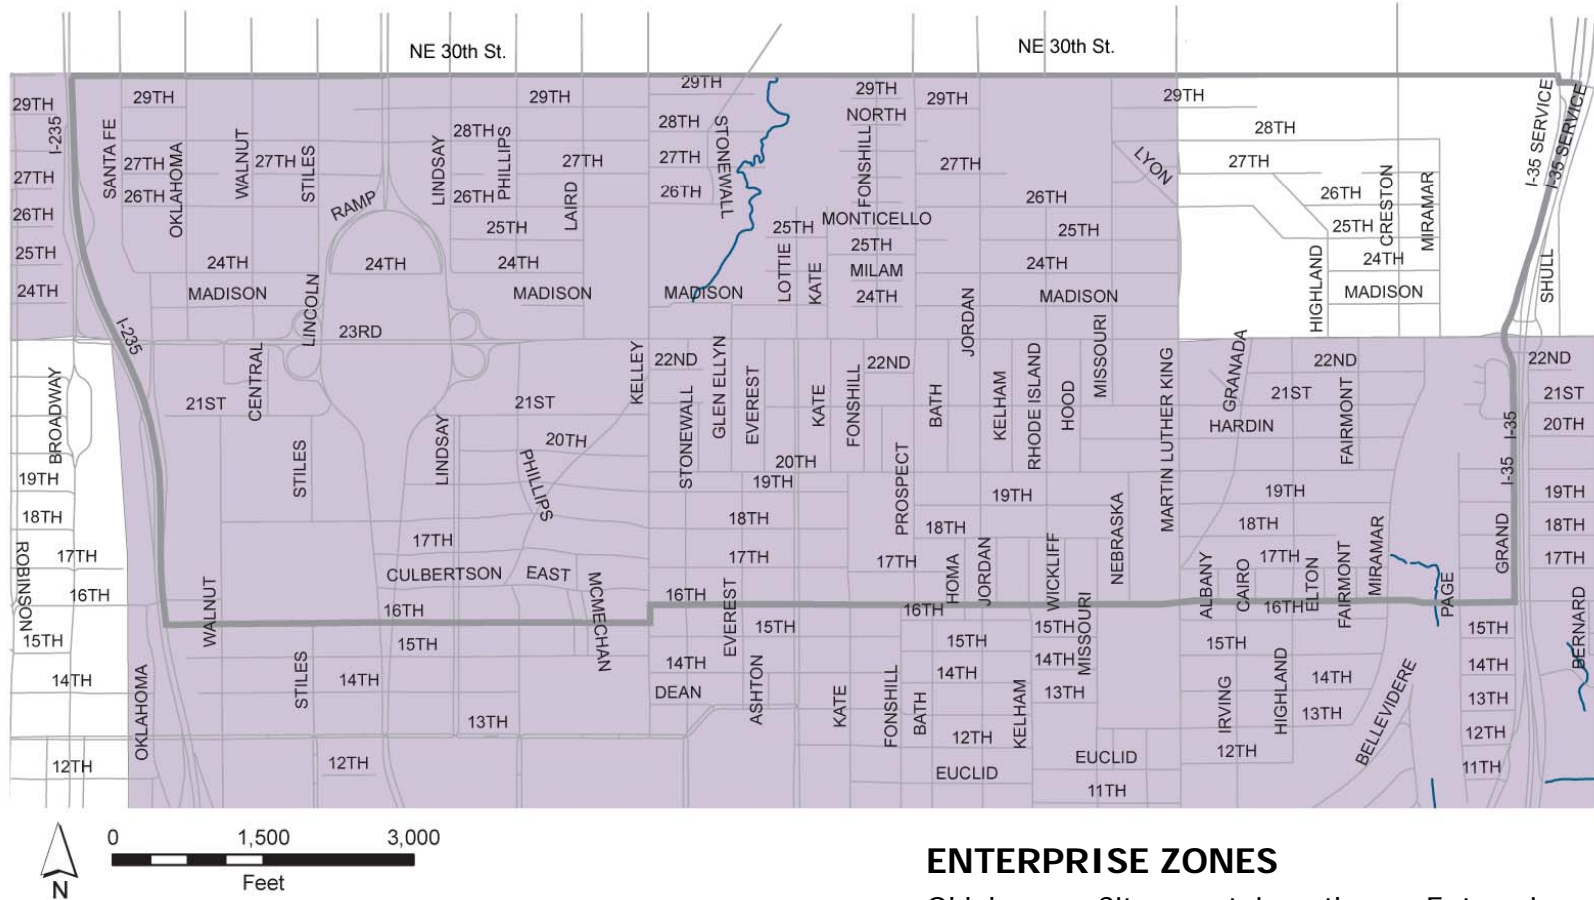 NE 30th St.
NE 30th St.
29TH
29TH
29TH
29TH
29TH
29TH
29TH
I-235
SANTA FE
28TH
28TH
NORTH
28TH
I-35 SERVICE
I-35 SERVICE
OKLAHOMA
WALNUT
STILES
LINDSAY
PHILLIPS
LAIRD
STONEWALL
FONSHILL
LYON
27TH
27TH
27TH
27TH
27TH
27TH
27TH
26TH
26TH
RAMP
26TH
26TH
26TH
26TH
CRESTON
MIRAMAR
MONTICELLO
25TH
25TH
25TH
25TH
25TH
25TH
24TH
24TH
24TH
24TH
MILAM
24TH
24TH
24TH
MADISON
MADISON
MADISON
LOTTIE
KATE
MADISON
HIGHLAND
MADISON
SHULL
I-235
LINCOLN
23RD
JORDAN
MISSOURI
BROADWAY
CENTRAL
KELLEY
22ND
GLEN ELLYN
EVEREST
22ND
MARTIN LUTHER KING
GRANADA
22ND
22ND
21ST
21ST
STONEWALL
KATE
FONSHILL
BATH
KELHAM
RHODE ISLAND
HOOD
21ST
FAIRMONT
21ST
HARDIN
I-35
20TH
STILES
LINDSAY
20TH
PHILLIPS
20TH
PROSPECT
I-35
19TH
19TH
19TH
19TH
19TH
18TH
18TH
18TH
NEBRASKA
18TH
MIRAMAR
GRAND
18TH
ROBINSON
17TH
17TH
17TH
17TH
WICKLIFF
17TH
17TH
CULBERTSON
EAST
HOMA
JORDAN
ALBANY
CAIRO
ELTON
FAIRMONT
PAGE
16TH
WALNUT
16TH
MCMECHAN
16TH
EVEREST
16TH
16TH
BERNARD
15TH
15TH
15TH
15TH
15TH
MISSOURI
15TH
15TH
14TH
STILES
14TH
14TH
14TH
14TH
14TH
14TH
OKLAHOMA
DEAN
ASHTON
KATE
FONSHILL
BATH
KELHAM
13TH
IRVING
HIGHLAND
BELLEVIDERE
13TH
13TH
13TH
12TH
12TH
12TH
12TH
12TH
EUCLID
EUCLID
11TH
11TH
0 1,500 3,000
Feet
N
ENTERPRISE ZONES